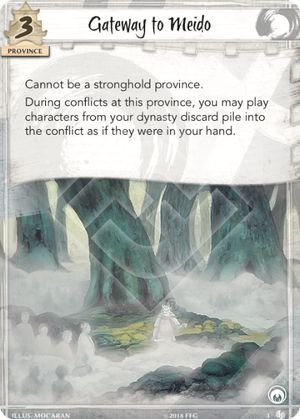 Gateway to Meido
3
PROVINCE
Cannot be a stronghold province.
During conflicts at this province, you may play
characters from your dynasty discard pile into
the conflict as if they were in your hand.
ILLUS. MOCARAN
© 2018 FFG
1